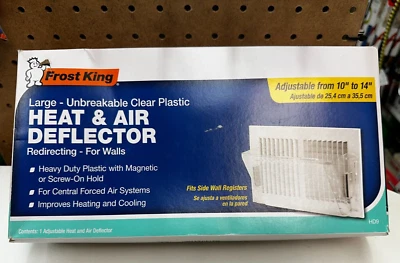 Frost King
Large - Unbreakable Clear Plastic
HEAT & AIR
DEFLECTOR
Redirecting - For Walls
• Heavy Duty Plastic with Magnetic
or Screw-On Hold
• For Central Forced Air Systems
• Improves Heating and Cooling
Contents: 1 Adjustable Heat and Air Deflector
Adjustable from 10" to 14"
Ajustable de 25,4 cm a 35,5 cm
Fits Side Wall Registers
Se ajusta a ventiladores
en la pared
HD9